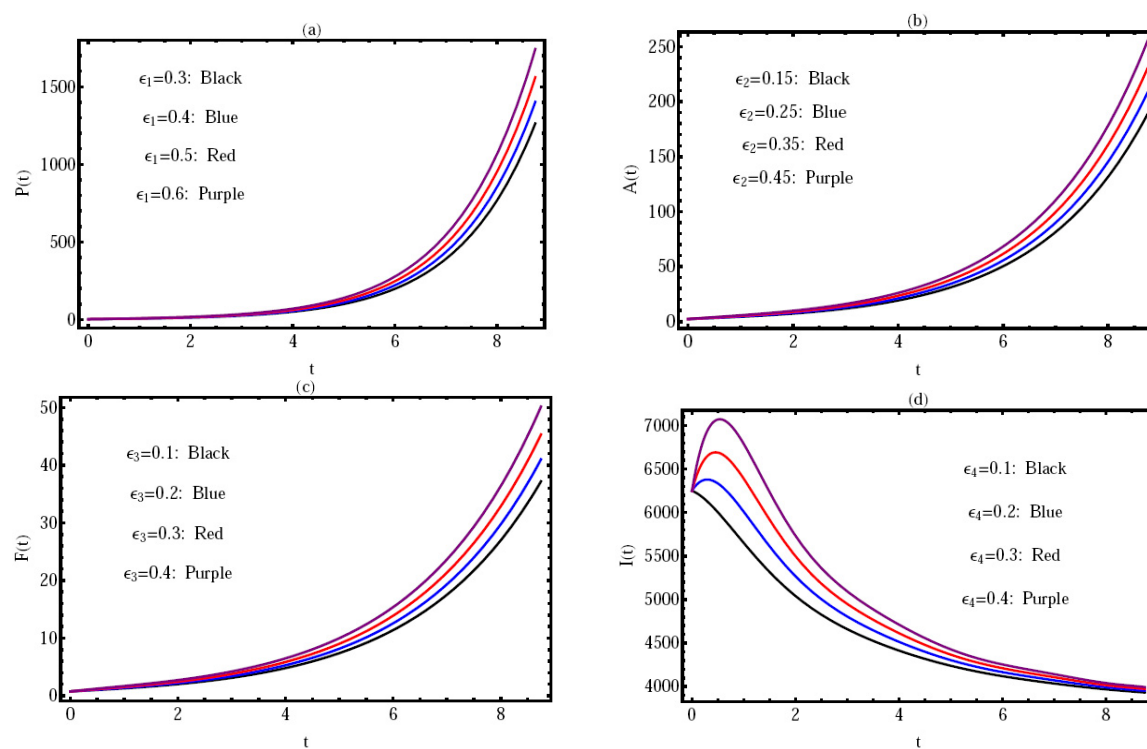 (a)
P(t)
1500
1000
500
0
ϵ₁=0.3: Black
ϵ₁=0.4: Blue
ϵ₁=0.5: Red
ϵ₁=0.6: Purple
0 2 4 6 8
t
(b)
A(t)
250
200
150
100
50
0
ϵ₂=0.15: Black
ϵ₂=0.25: Blue
ϵ₂=0.35: Red
ϵ₂=0.45: Purple
0 2 4 6 8
t
(c)
F(t)
50
40
30
20
10
0
ϵ₃=0.1: Black
ϵ₃=0.2: Blue
ϵ₃=0.3: Red
ϵ₃=0.4: Purple
0 2 4 6 8
t
(d)
I(t)
7000
6500
6000
5500
5000
4500
4000
ϵ₄=0.1: Black
ϵ₄=0.2: Blue
ϵ₄=0.3: Red
ϵ₄=0.4: Purple
0 2 4 6 8
t